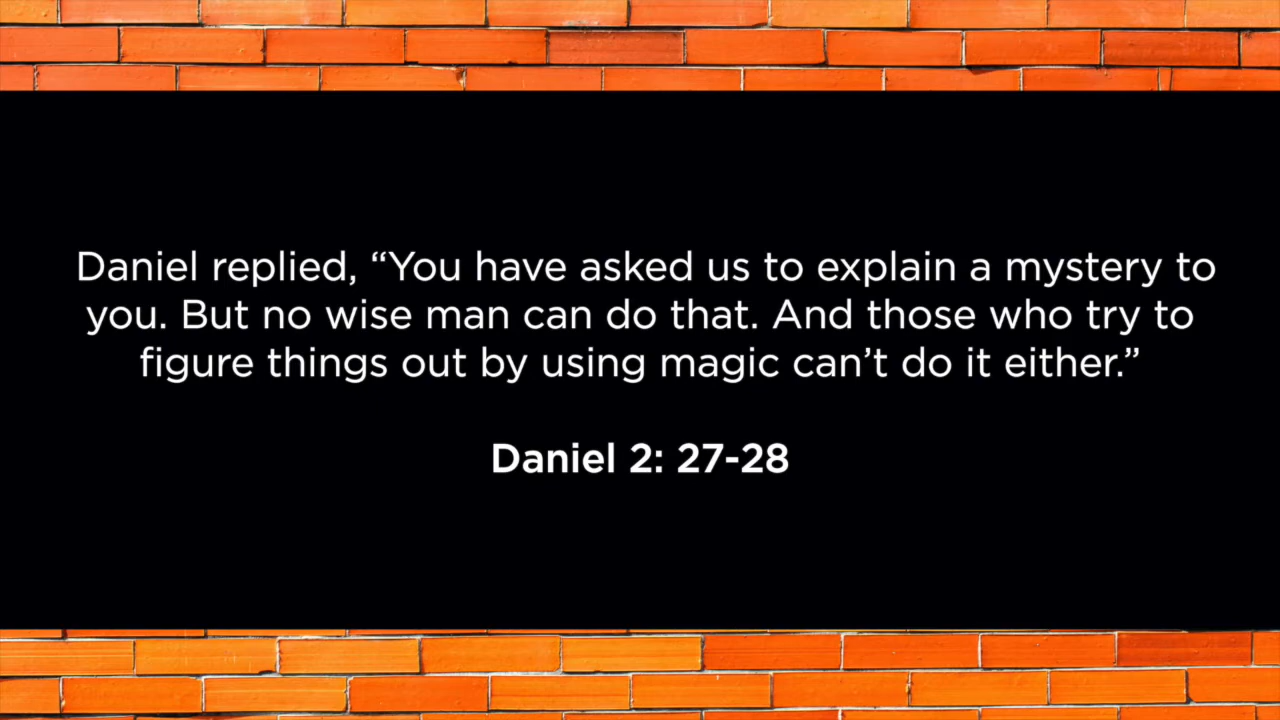 Daniel replied, “You have asked us to explain a mystery to
you. But no wise man can do that. And those who try to
figure things out by using magic can’t do it either.”
Daniel 2: 27-28